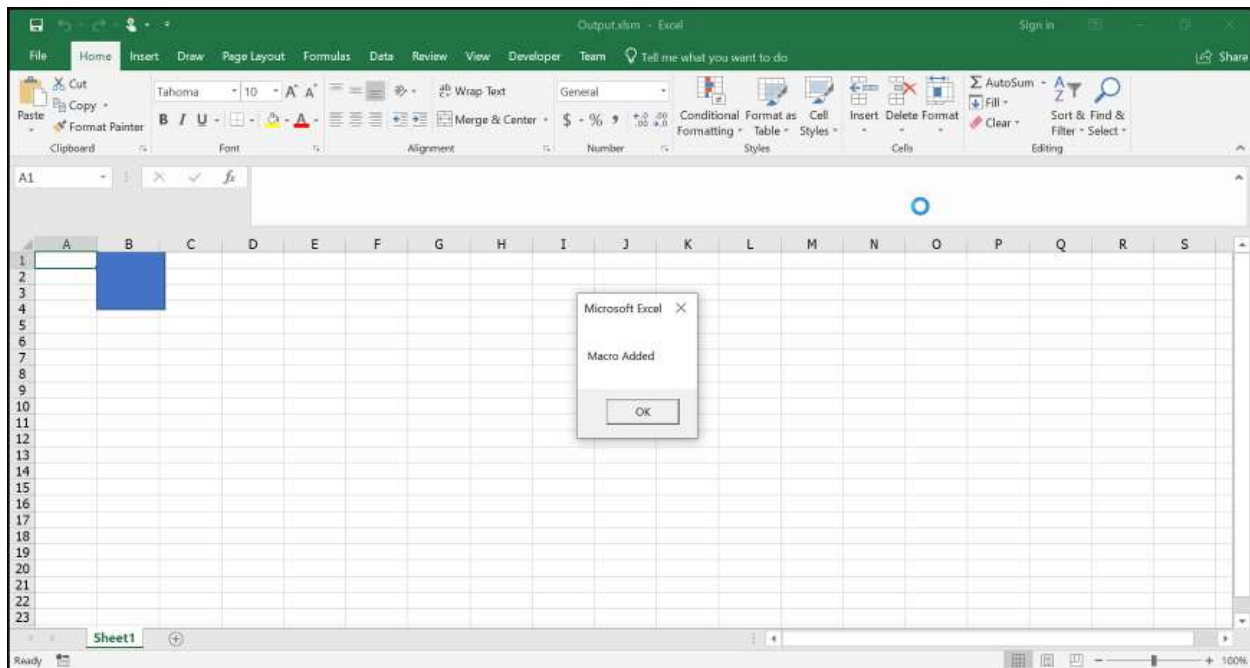 Output.xlsm - Excel
Sign in
File Home Insert Draw Page Layout Formulas Data Review View Developer Team Tell me what you want to do Share
Paste
Cut
Copy
Format Painter
Clipboard
Tahoma 10 A A
B I U A
Font
Wrap Text
Merge & Center
Alignment
General
$ % , .0 .00 .00 .0
Number
Conditional Formatting
Format as Table
Cell Styles
Styles
Insert Delete Format
Cells
AutoSum
Fill
Clear
Sort & Filter
Find & Select
Editing
A1 fx
A B C D E F G H I J K L M N O P Q R S
1
2
3
4
5
6
7
8
9
10
11
12
13
14
15
16
17
18
19
20
21
22
23
Microsoft Excel
Macro Added
OK
Sheet1
Ready
100%